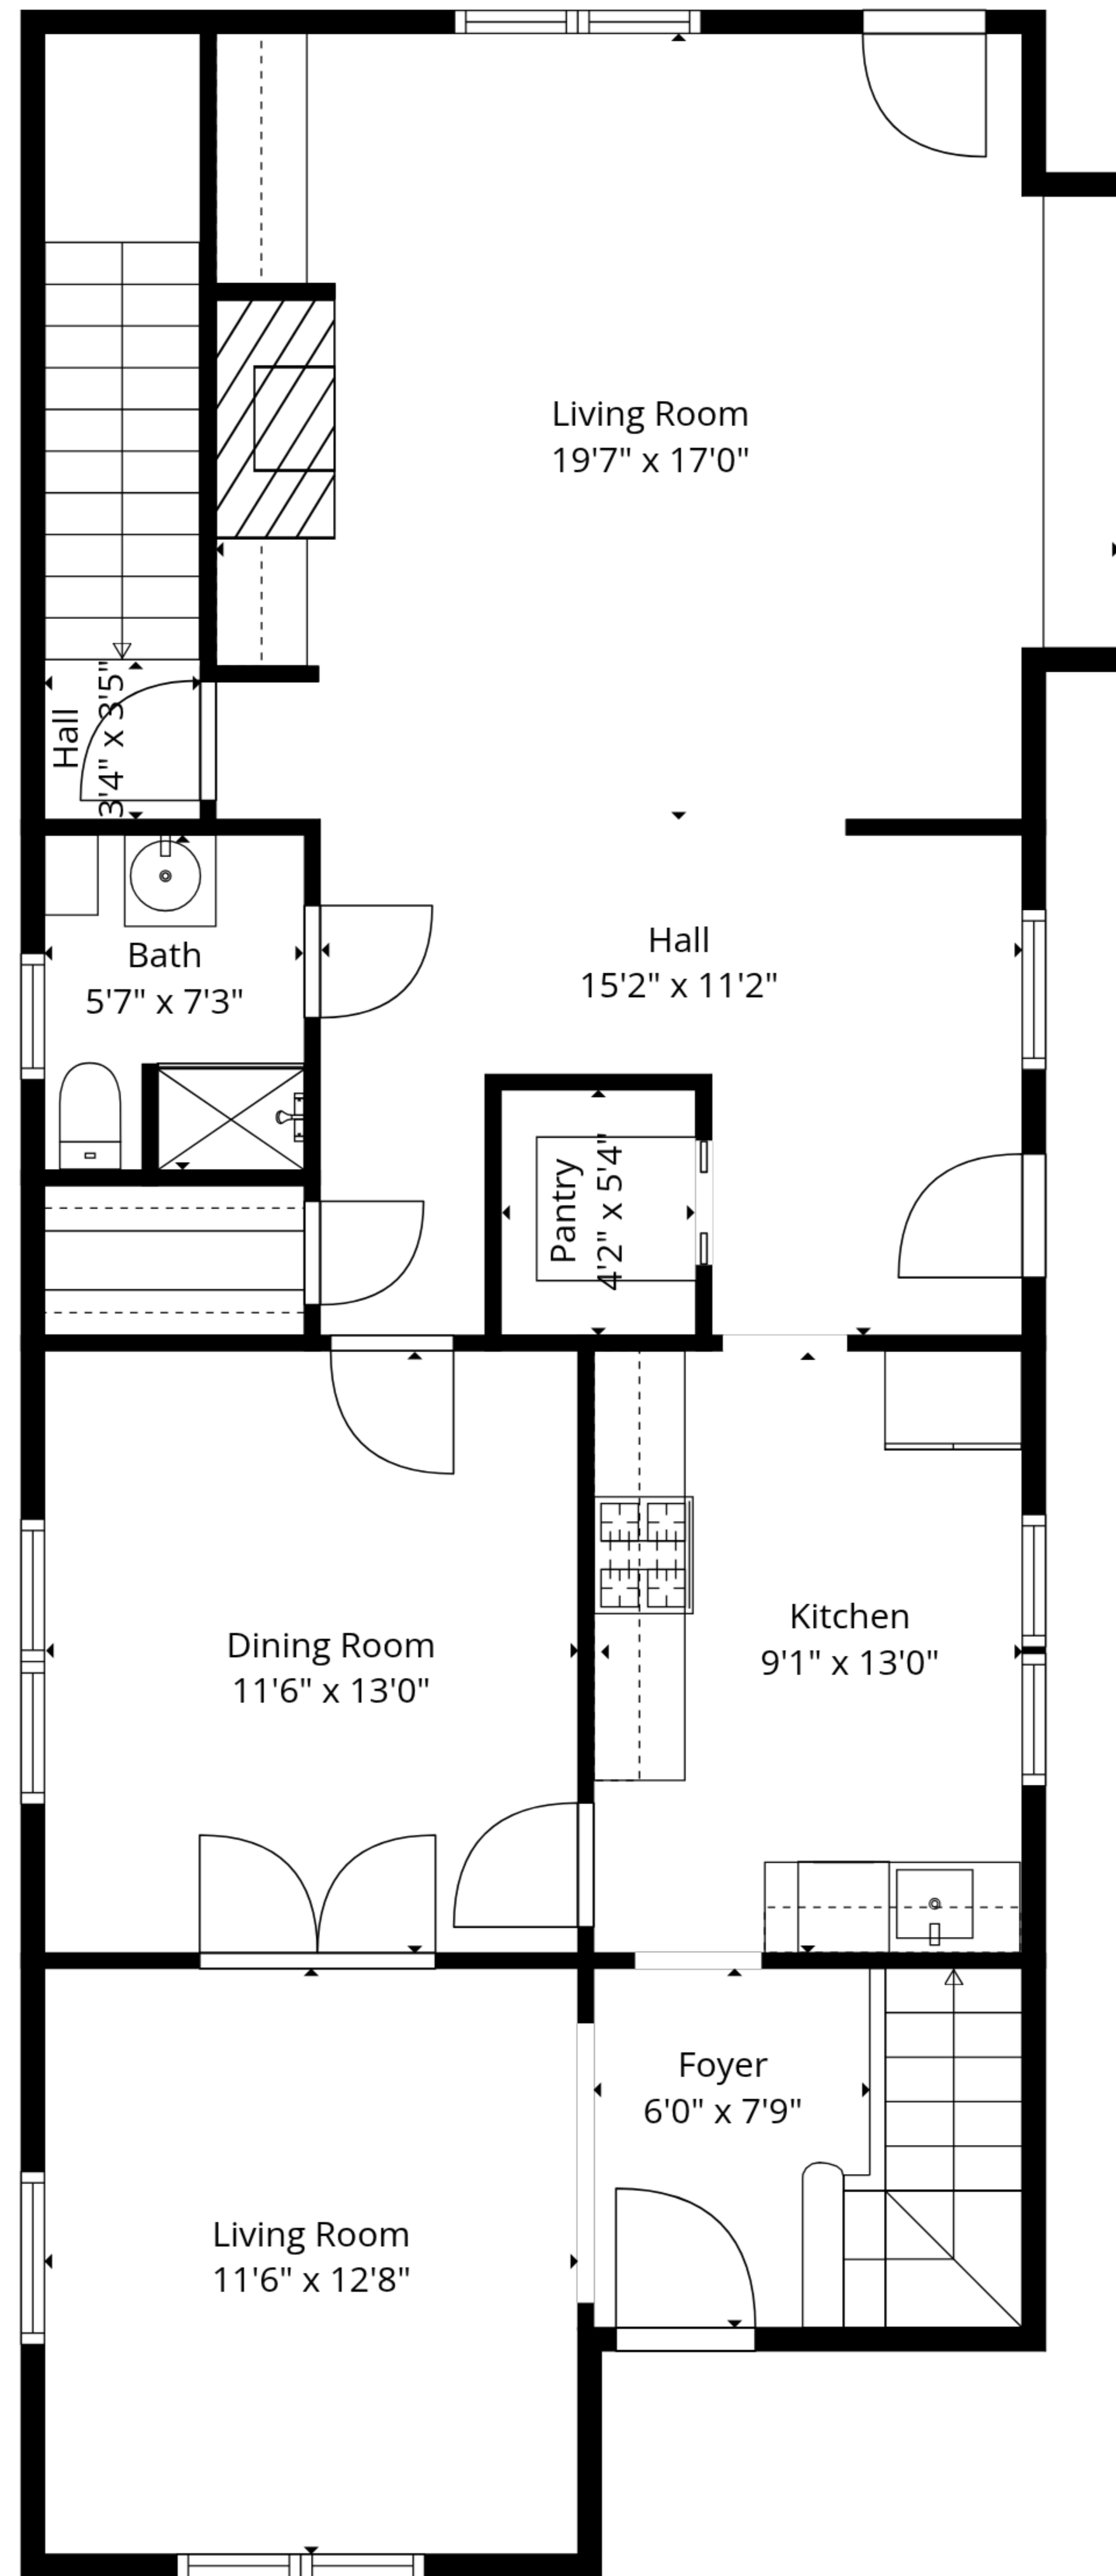 Living Room
19'7" x 17'0"
Hall
3'4" x 3'5"
Bath
5'7" x 7'3"
Hall
15'2" x 11'2"
Pantry
4'2" x 5'4"
Dining Room
11'6" x 13'0"
Kitchen
9'1" x 13'0"
Foyer
6'0" x 7'9"
Living Room
11'6" x 12'8"